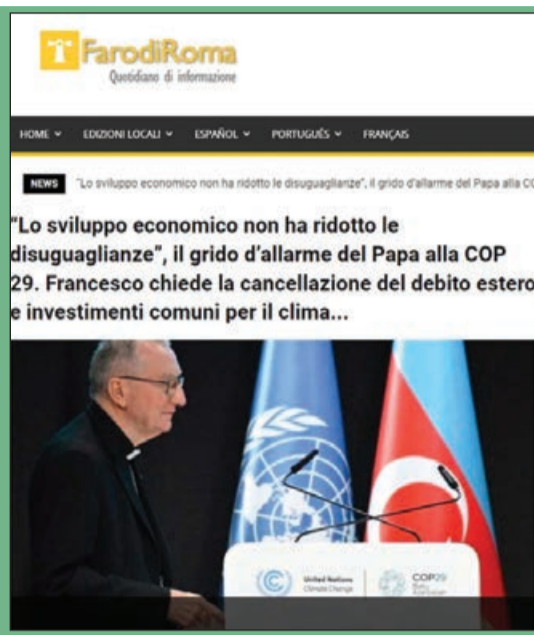 FarodiRoma
Quotidiano di informazione
HOME EDIZIONI LOCALI ESPAÑOL PORTUGUÊS FRANÇAIS
NEWS "Lo sviluppo economico non ha ridotto le disuguaglianze", il grido d'allarme del Papa alla CO
"Lo sviluppo economico non ha ridotto le
disuguaglianze", il grido d'allarme del Papa alla COP
29. Francesco chiede la cancellazione del debito estero
e investimenti comuni per il clima...
United Nations
Climate Change
COP29